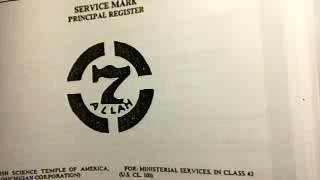 SERVICE MARK
PRINCIPAL REGISTER
7
ALLAH
ISH SCIENCE TEMPLE OF AMERICA,
(MICHIGAN CORPORATION)
FOR: MINISTERIAL SERVICES, IN CLASS 42
(U.S. CL. 100).